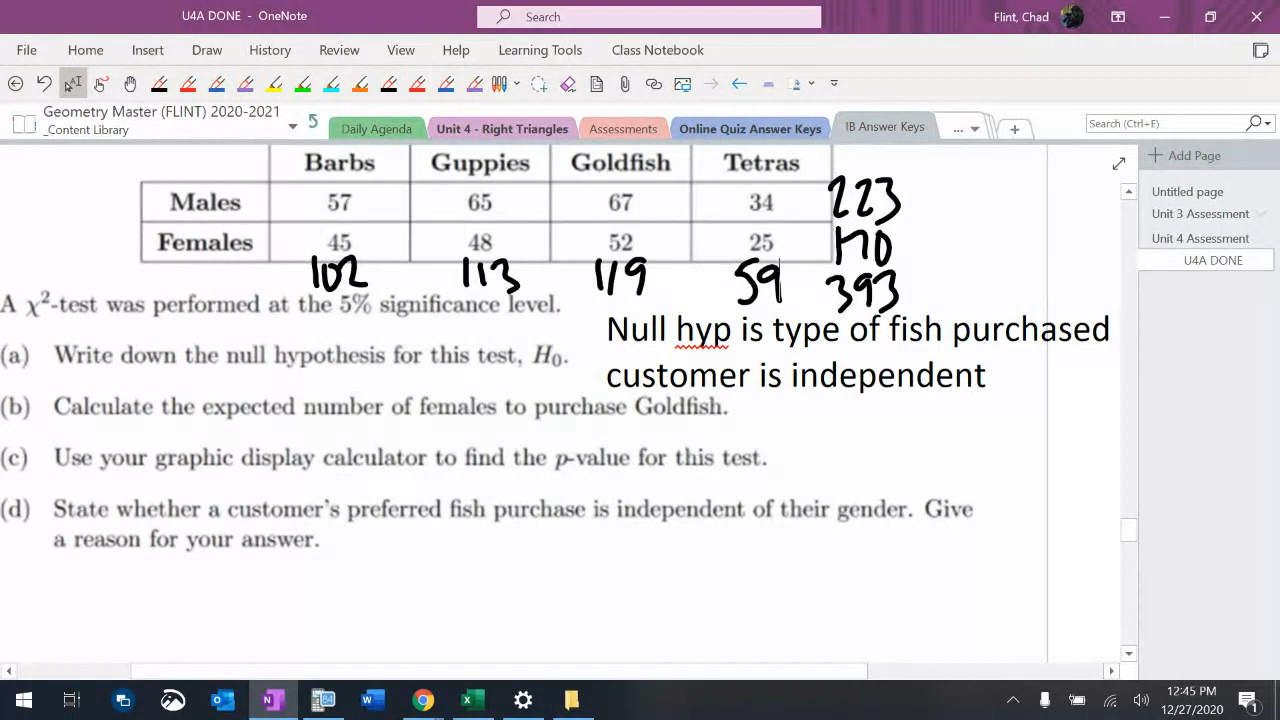 U4A DONE - OneNote
Search
Flint, Chad
File Home Insert Draw History Review View Help Learning Tools Class Notebook
Geometry Master (FLINT) 2020-2021
_Content Library
Daily Agenda
Unit 4 - Right Triangles
Assessments
Online Quiz Answer Keys
IB Answer Keys
...
Search (Ctrl+E)
Add Page
Untitled page
Unit 3 Assessment
Unit 4 Assessment
U4A DONE
Barbs Guppies Goldfish Tetras
Males 57 65 67 34 223
Females 45 48 52 25 170
102 113 119 59 393
A χ²-test was performed at the 5% significance level.
Null hyp is type of fish purchased
customer is independent
(a) Write down the null hypothesis for this test, H₀.
(b) Calculate the expected number of females to purchase Goldfish.
(c) Use your graphic display calculator to find the p-value for this test.
(d) State whether a customer's preferred fish purchase is independent of their gender. Give
a reason for your answer.
12:45 PM
12/27/2020